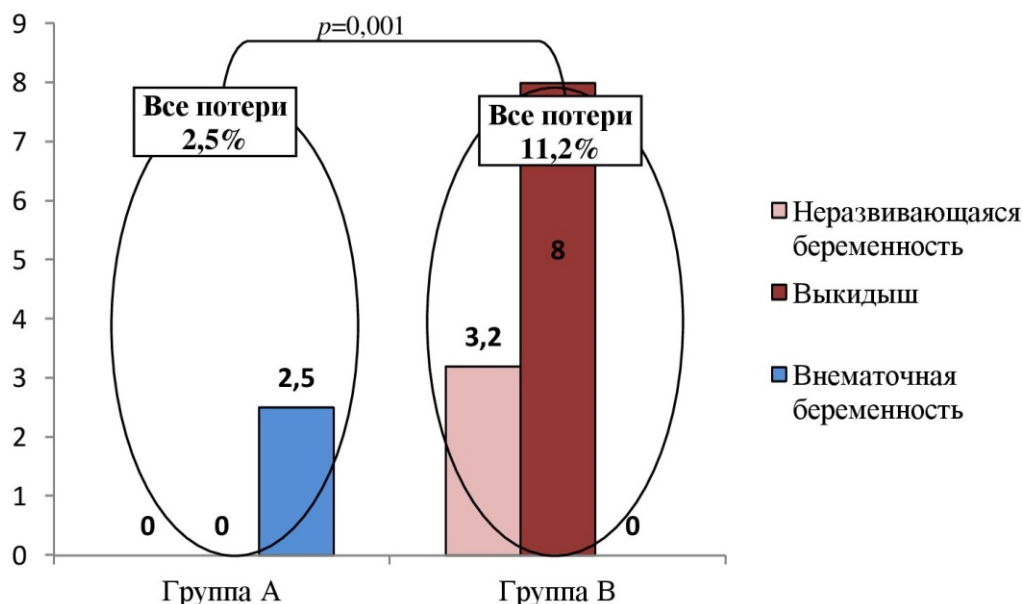 9
8
7
6
5
4
3
2
1
0
p=0,001
Все потери
2,5%
Все потери
11,2%
0
0
2,5
3,2
8
0
Группа А
Группа В
Неразвивающаяся
беременность
Выкидыш
Внематочная
беременность